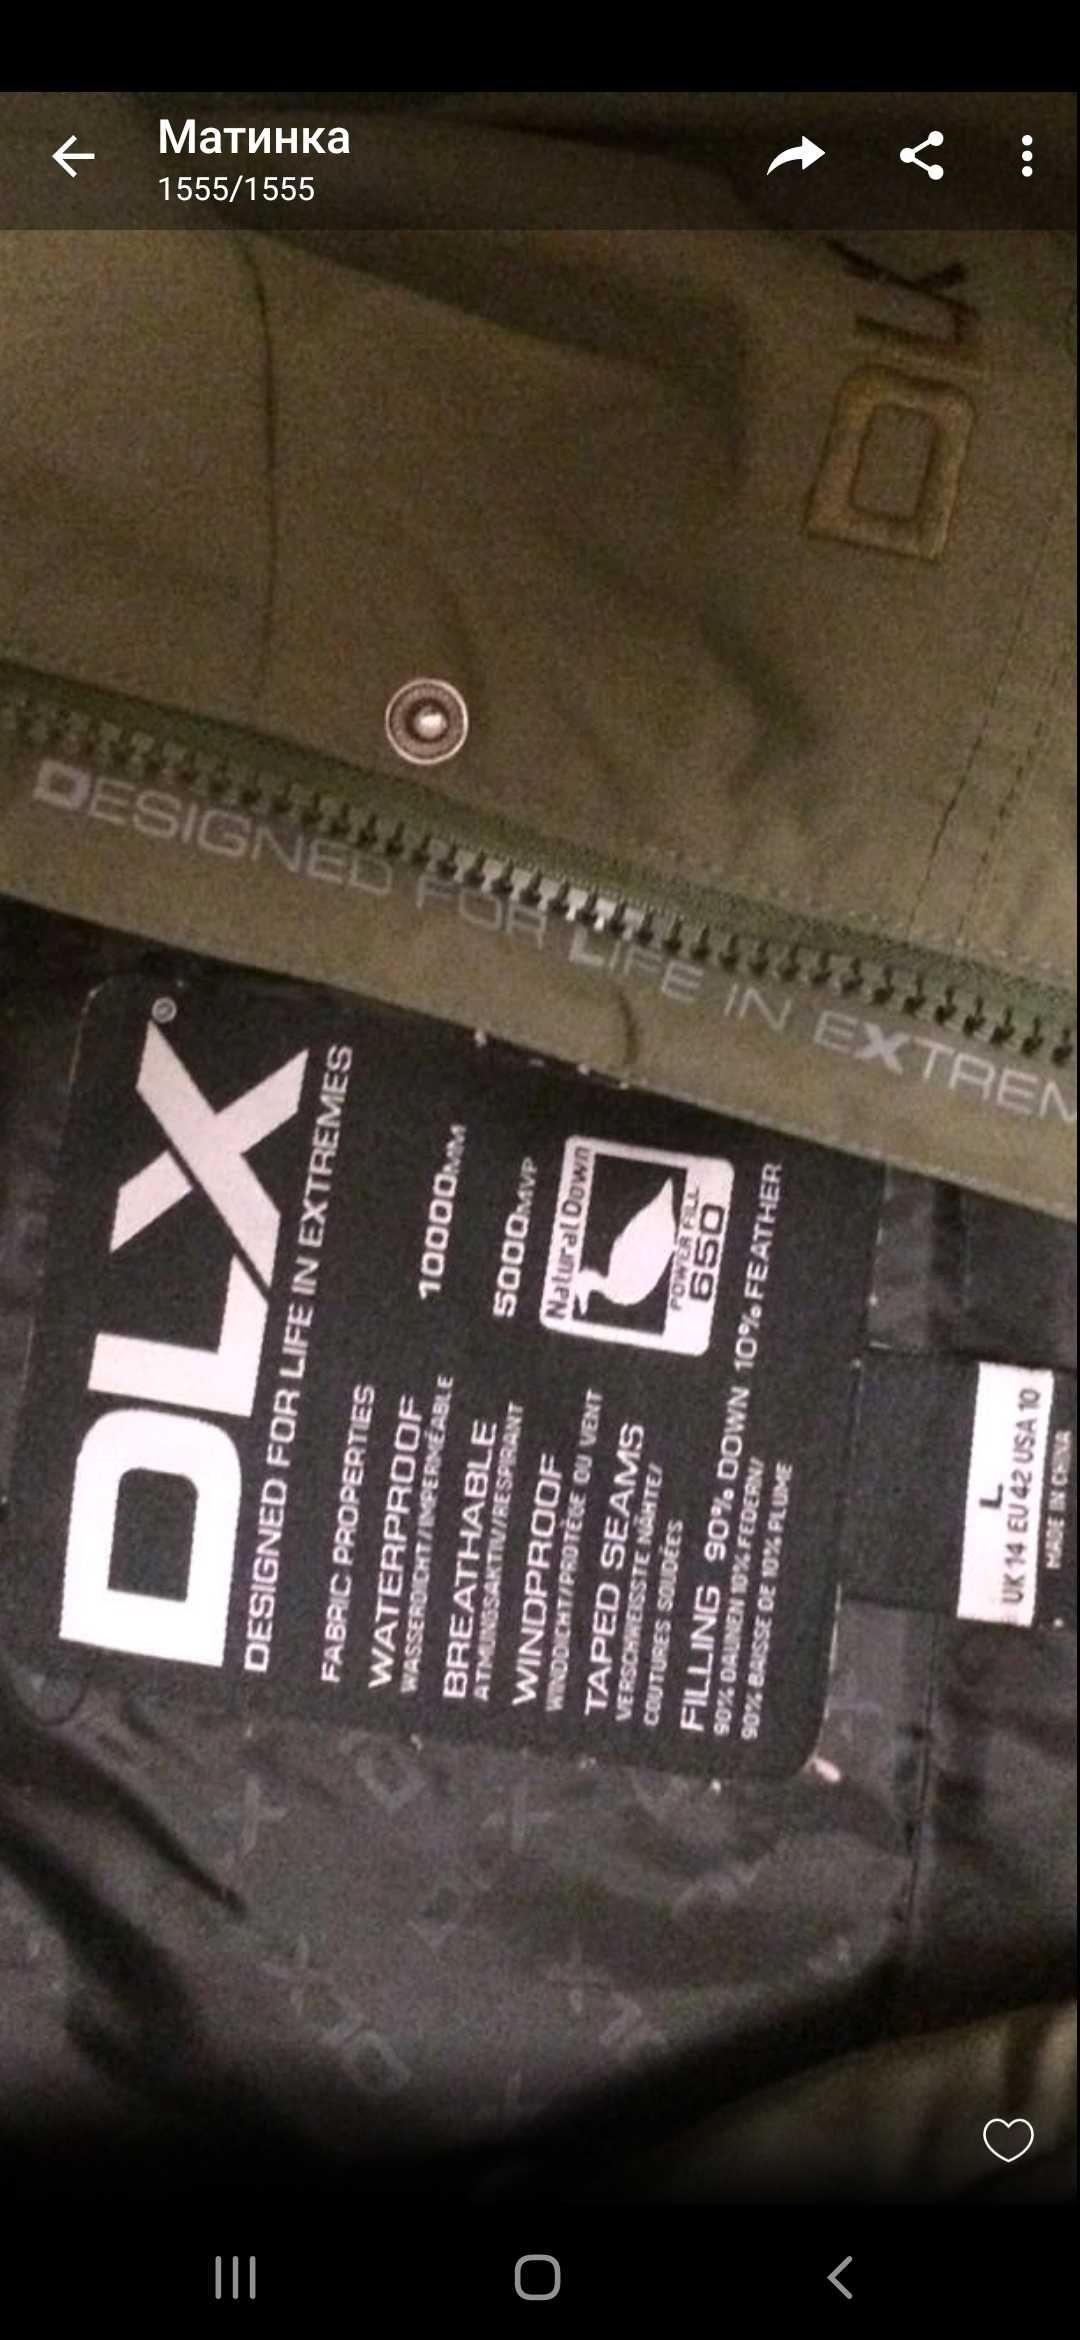 Матинка
1555/1555
DLX
DESIGNED FOR LIFE IN EXTREM
DLX®
DESIGNED FOR LIFE IN EXTREMES
FABRIC PROPERTIES
WATERPROOF 10000MM
WASSERDICHT/IMPERMÉABLE
BREATHABLE 5000MVP
ATMUNGSAKTIV/RESPIRANT
WINDPROOF
WINDDICHT/PROTÈGE DU VENT
TAPED SEAMS
VERSCHWEISSTE NÄHTE/
COUTURES SOUDÉES
Natural Down
POWER FILL
650
FILLING 90% DOWN 10% FEATHER
90% DAUNEN 10% FEDERN/
90% BAISSE DIE 10% PLUME
L
UK 14 EU 42 USA 10
MADE IN CHINA